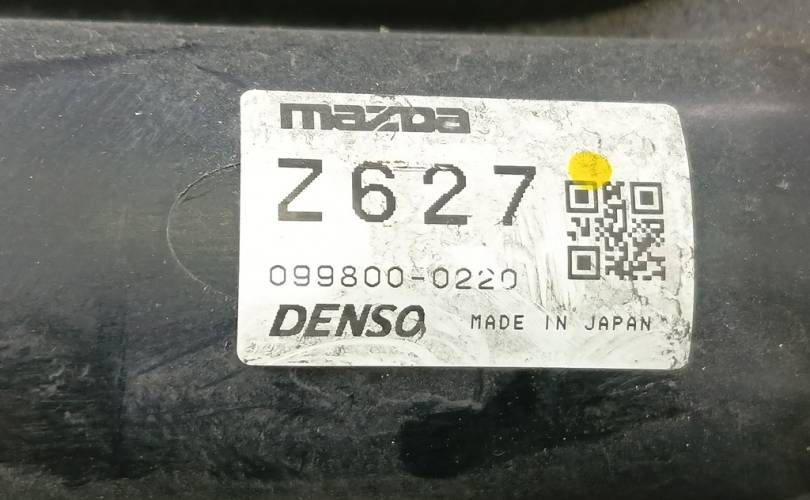 mazda
Z627
099800-0220
DENSO MADE IN JAPAN